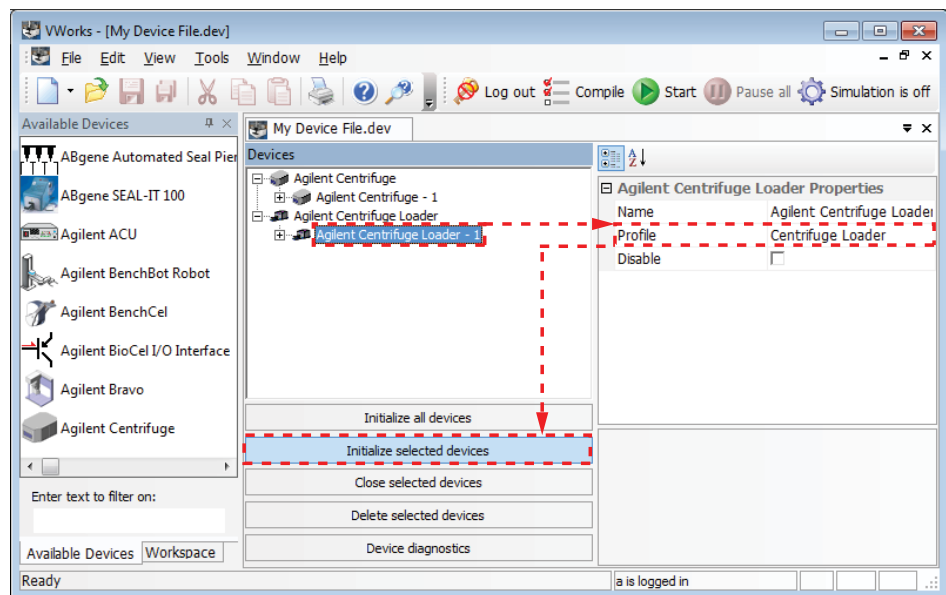 VWorks - [My Device File.dev]
File Edit View Tools Window Help
Log out Compile Start Pause all Simulation is off
Available Devices
My Device File.dev
ABgene Automated Seal Pier
ABgene SEAL-IT 100
Agilent ACU
Agilent BenchBot Robot
Agilent BenchCel
Agilent BioCel I/O Interface
Agilent Bravo
Agilent Centrifuge
Enter text to filter on:
Available Devices Workspace
Devices
Agilent Centrifuge
Agilent Centrifuge - 1
Agilent Centrifuge Loader
Agilent Centrifuge Loader - 1
Initialize all devices
Initialize selected devices
Close selected devices
Delete selected devices
Device diagnostics
Agilent Centrifuge Loader Properties
Name Agilent Centrifuge Loader
Profile Centrifuge Loader
Disable
Ready a is logged in